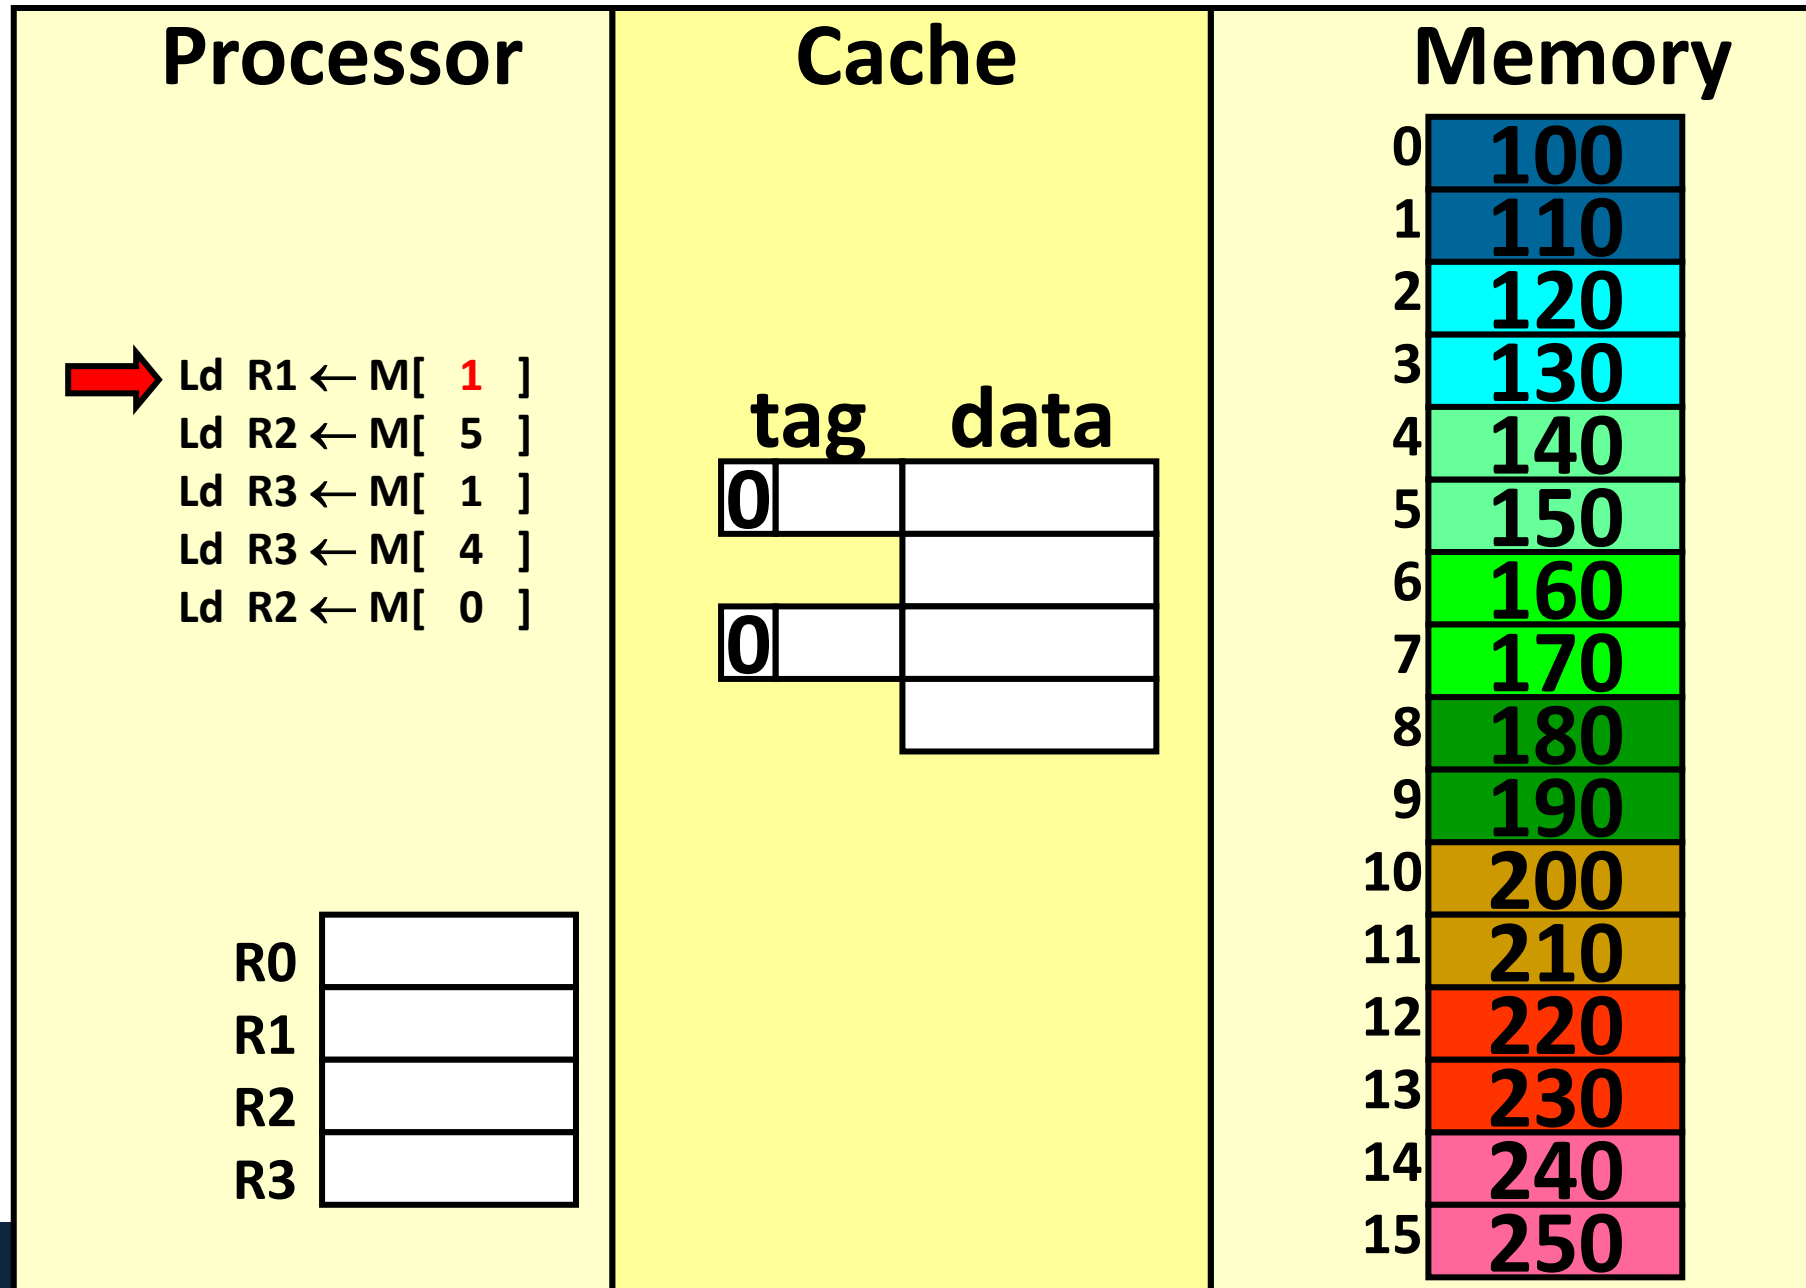 Processor
Ld R1 ← M[ 1 ]
Ld R2 ← M[ 5 ]
Ld R3 ← M[ 1 ]
Ld R3 ← M[ 4 ]
Ld R2 ← M[ 0 ]
R0
R1
R2
R3
Cache
tag data
0
0
Memory
0 100
1 110
2 120
3 130
4 140
5 150
6 160
7 170
8 180
9 190
10 200
11 210
12 220
13 230
14 240
15 250